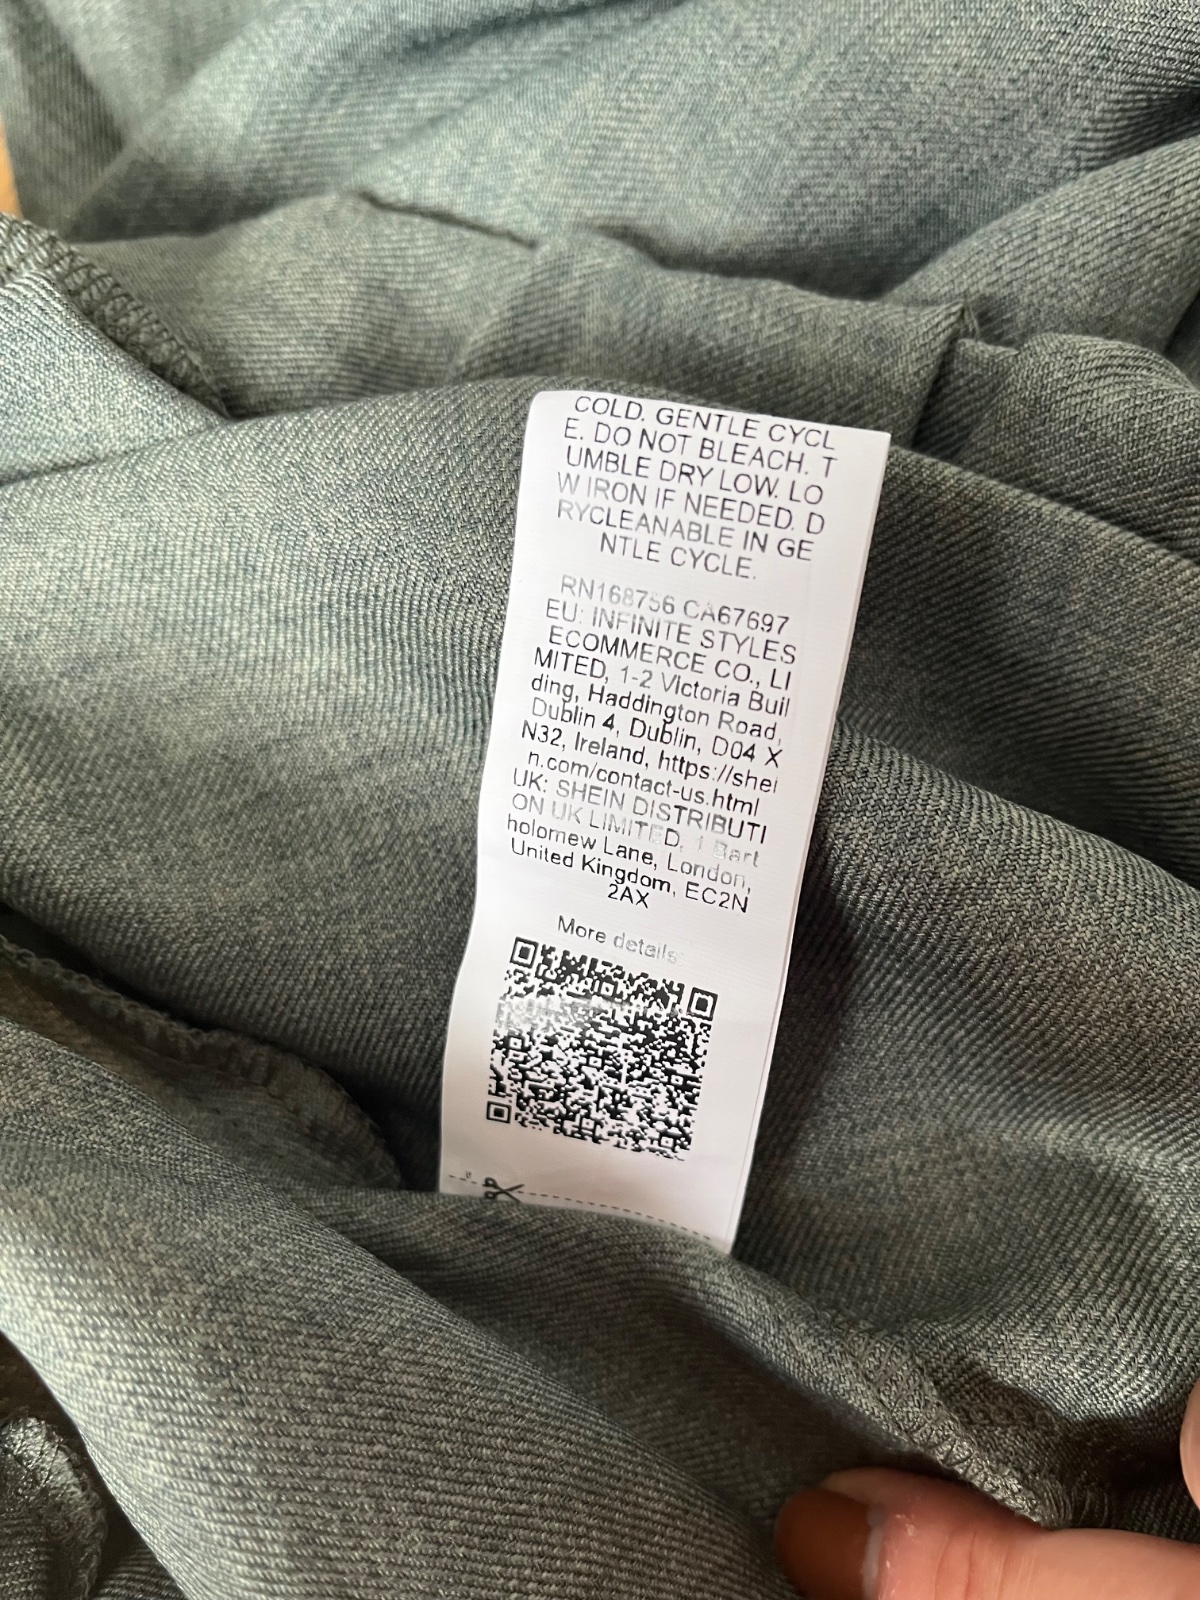 COLD. GENTLE CYCL
E. DO NOT BLEACH. T
UMBLE DRY LOW. LO
W IRON IF NEEDED. D
RYCLEANABLE IN GE
NTLE CYCLE.
RN168756 CA67697
EU: INFINITE STYLES
ECOMMERCE CO., LI
MITED, 1-2 Victoria Buil
ding, Haddington Road,
Dublin 4, Dublin, D04 X
N32, Ireland, https://shei
n.com/contact-us.html
UK: SHEIN DISTRIBUTI
ON UK LIMITED, 1 Bart
holomew Lane, London,
United Kingdom, EC2N
2AX
More details